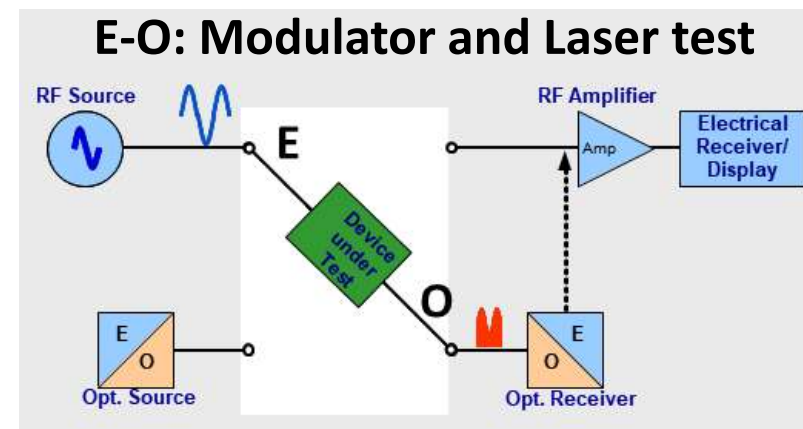 E-O: Modulator and Laser test
RF Source
RF Amplifier
E
Amp
Electrical
Receiver/
Display
Device
under
Test
O
E
O
Opt. Source
E
O
Opt. Receiver